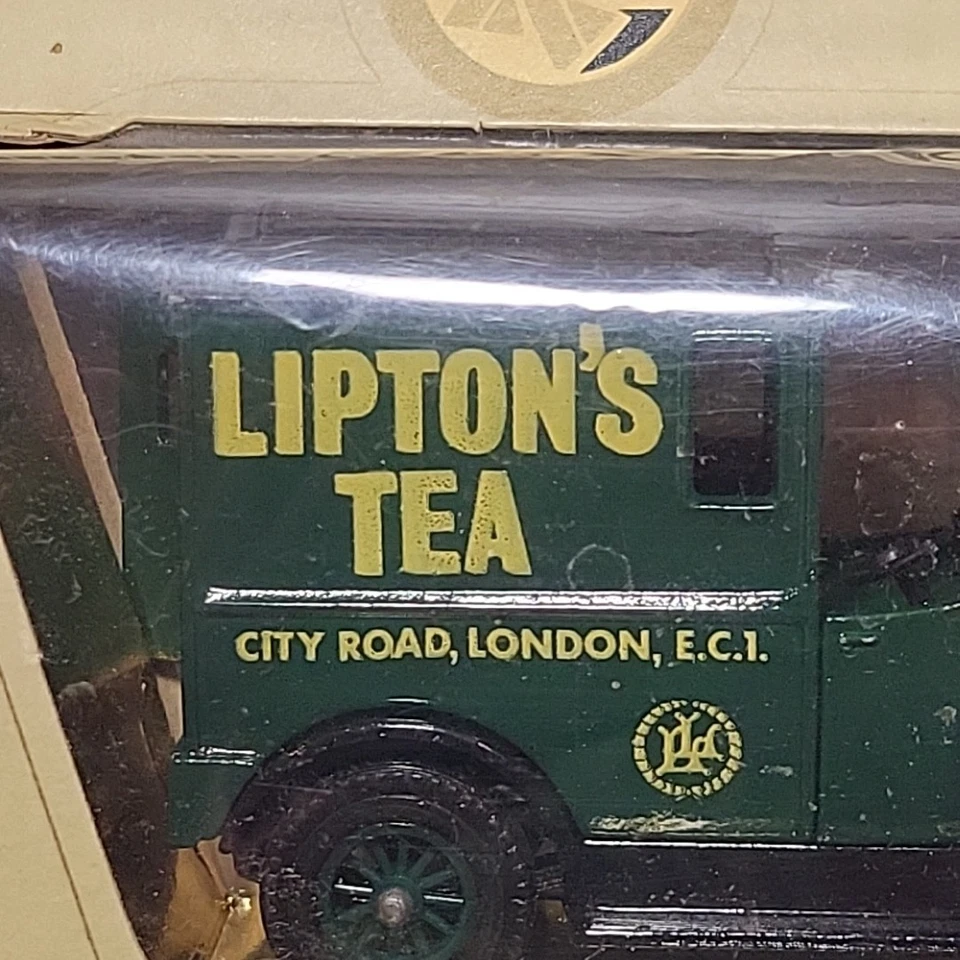 LIPTON'S
TEA
CITY ROAD, LONDON, E.C.1.